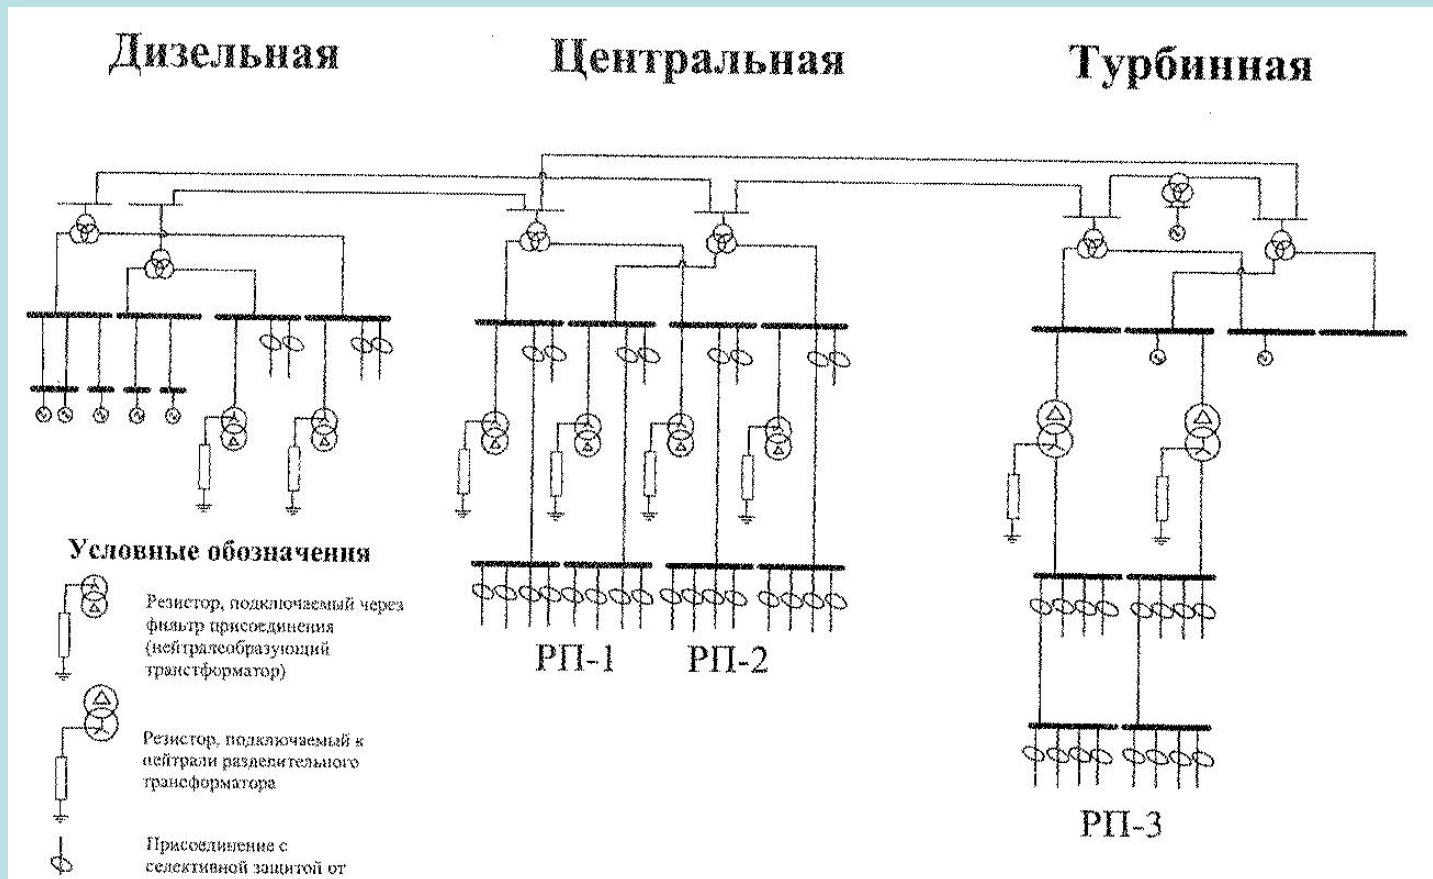 Дизельная
Центральная
Турбинная
Условные обозначения
Резистор, подключаемый через
фильтр присоединения
(нейтралеобразующий
транстформатор)
Резистор, подключаемый к
нейтрали разделительного
трансформатора
Присоединение с
селективной защитой от
РП-1
РП-2
РП-3